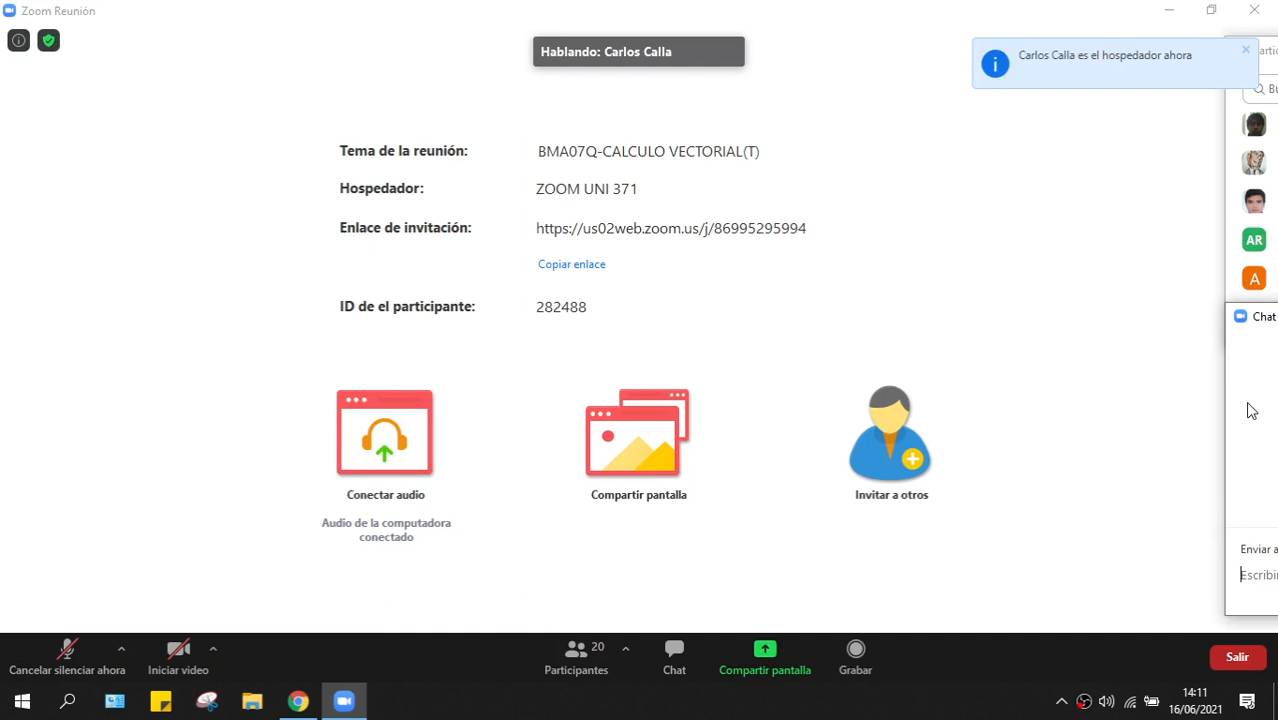 Zoom Reunión
Hablando: Carlos Calla
Carlos Calla es el hospedador ahora
Tema de la reunión:
BMA07Q-CALCULO VECTORIAL(T)
Hospedador:
ZOOM UNI 371
Enlace de invitación:
https://us02web.zoom.us/j/86995295994
Copiar enlace
ID de el participante:
282488
AR
A
Chat
Conectar audio
Audio de la computadora
conectado
Compartir pantalla
Invitar a otros
Enviar a
Escribir
Cancelar silenciar ahora
Iniciar video
20
Participantes
Chat
Compartir pantalla
Grabar
Salir
14:11
16/06/2021